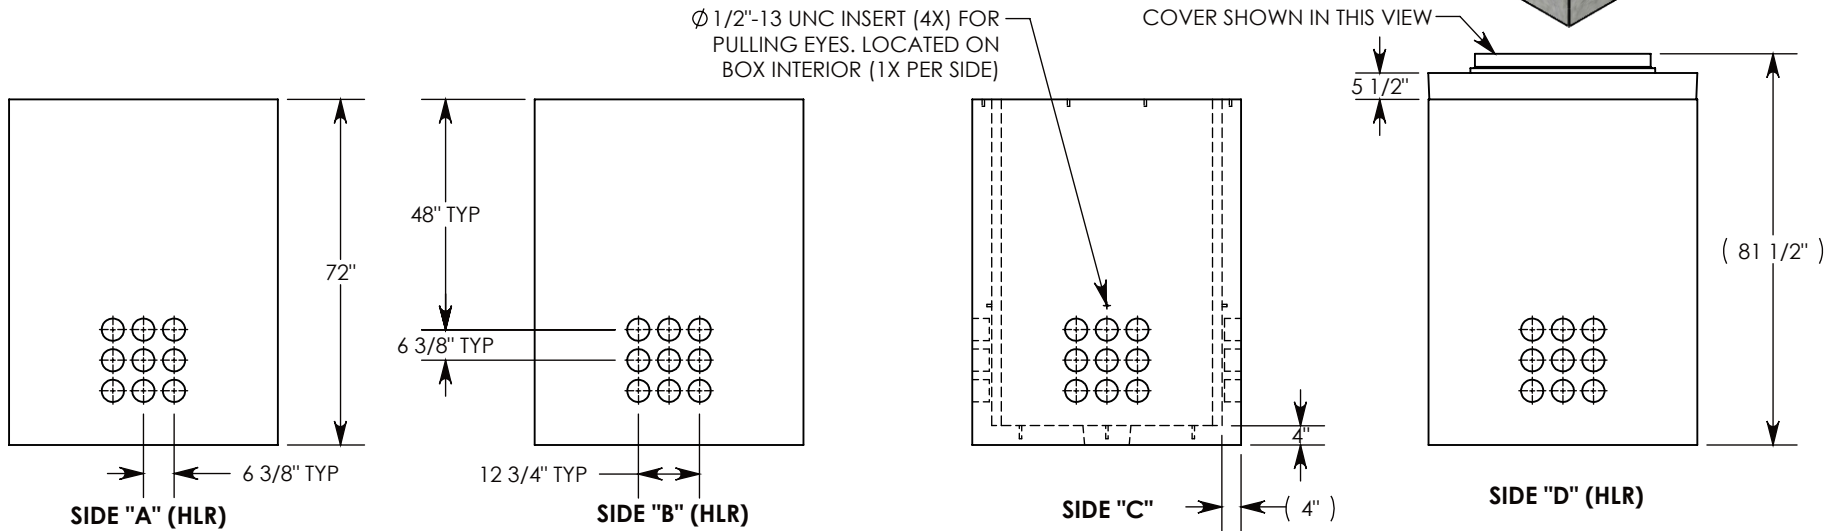 Ø 1/2"-13 UNC INSERT (4X) FOR
PULLING EYES. LOCATED ON
BOX INTERIOR (1X PER SIDE)
COVER SHOWN IN THIS VIEW
5 1/2"
48" TYP
72"
( 81 1/2" )
6 3/8" TYP
4"
6 3/8" TYP
12 3/4" TYP
( 4" )
SIDE "A" (HLR)
SIDE "B" (HLR)
SIDE "C"
SIDE "D" (HLR)